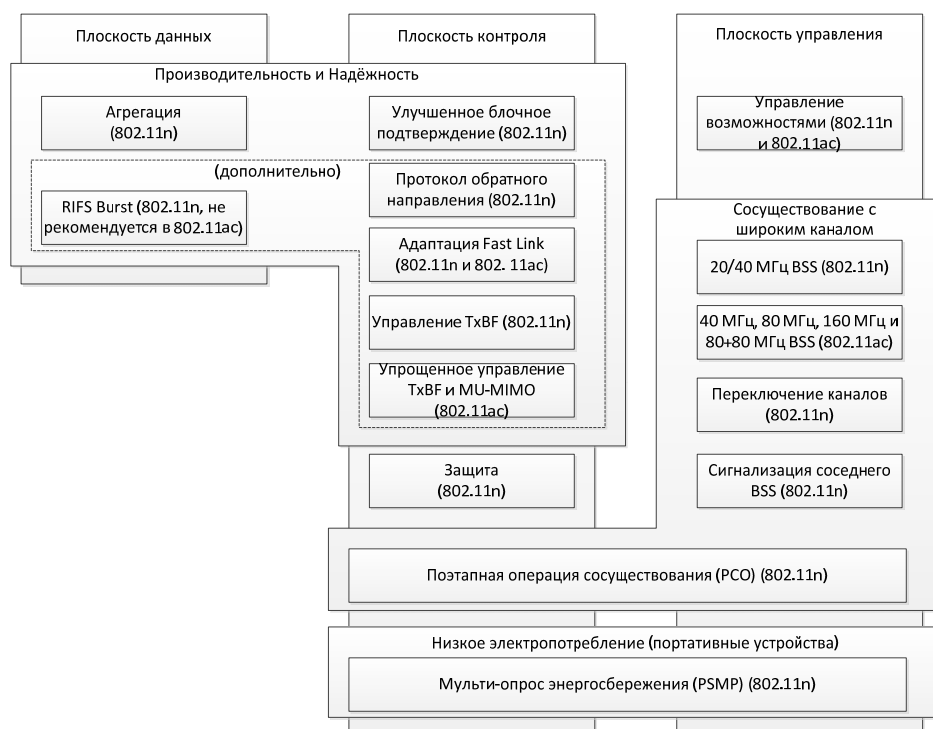 Плоскость данных
Плоскость контроля
Плоскость управления
Производительность и Надёжность
Агрегация
(802.11n)
Улучшенное блочное
подтверждение (802.11n)
Управление
возможностями (802.11n
и 802.11ac)
(дополнительно)
RIFS Burst (802.11n, не
рекомендуется в 802.11ac)
Протокол обратного
направления (802.11n)
Адаптация Fast Link
(802.11n и 802. 11ac)
Управление TxBF (802.11n)
Упрощенное управление
TxBF и MU-MIMO
(802.11ac)
Сосуществование с
широким каналом
20/40 МГц BSS (802.11n)
40 МГц, 80 МГц, 160 МГц и
80+80 МГц BSS (802.11ac)
Переключение каналов
(802.11n)
Сигнализация соседнего
BSS (802.11n)
Защита
(802.11n)
Поэтапная операция сосуществования (PCO) (802.11n)
Низкое электропотребление (портативные устройства)
Мульти-опрос энергосбережения (PSMP) (802.11n)